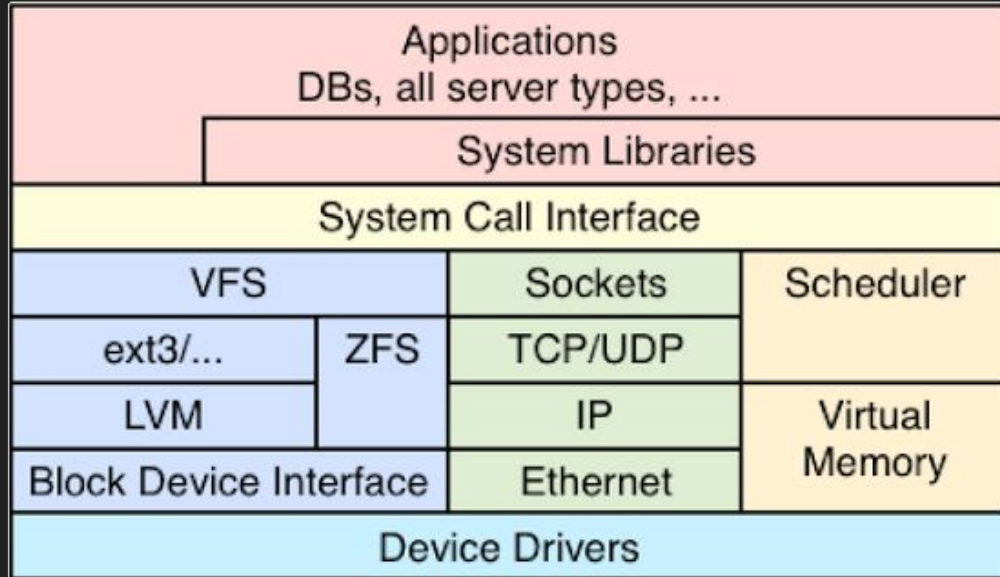 Applications
DBs, all server types, ...
System Libraries
System Call Interface
VFS
Sockets
Scheduler
ext3/...
ZFS
TCP/UDP
LVM
IP
Virtual
Memory
Block Device Interface
Ethernet
Device Drivers